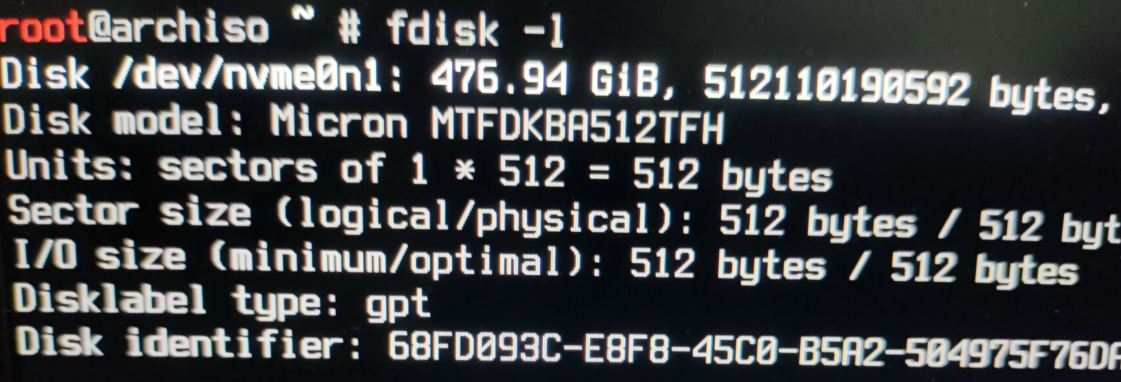 root@archiso ~ # fdisk -l
Disk /dev/nvme0n1: 476.94 GiB, 512110190592 bytes,
Disk model: Micron MTFDKBA512TFH
Units: sectors of 1 * 512 = 512 bytes
Sector size (logical/physical): 512 bytes / 512 byt
I/O size (minimum/optimal): 512 bytes / 512 bytes
Disklabel type: gpt
Disk identifier: 68FD093C-E8F8-45C0-B5A2-504975F76DF